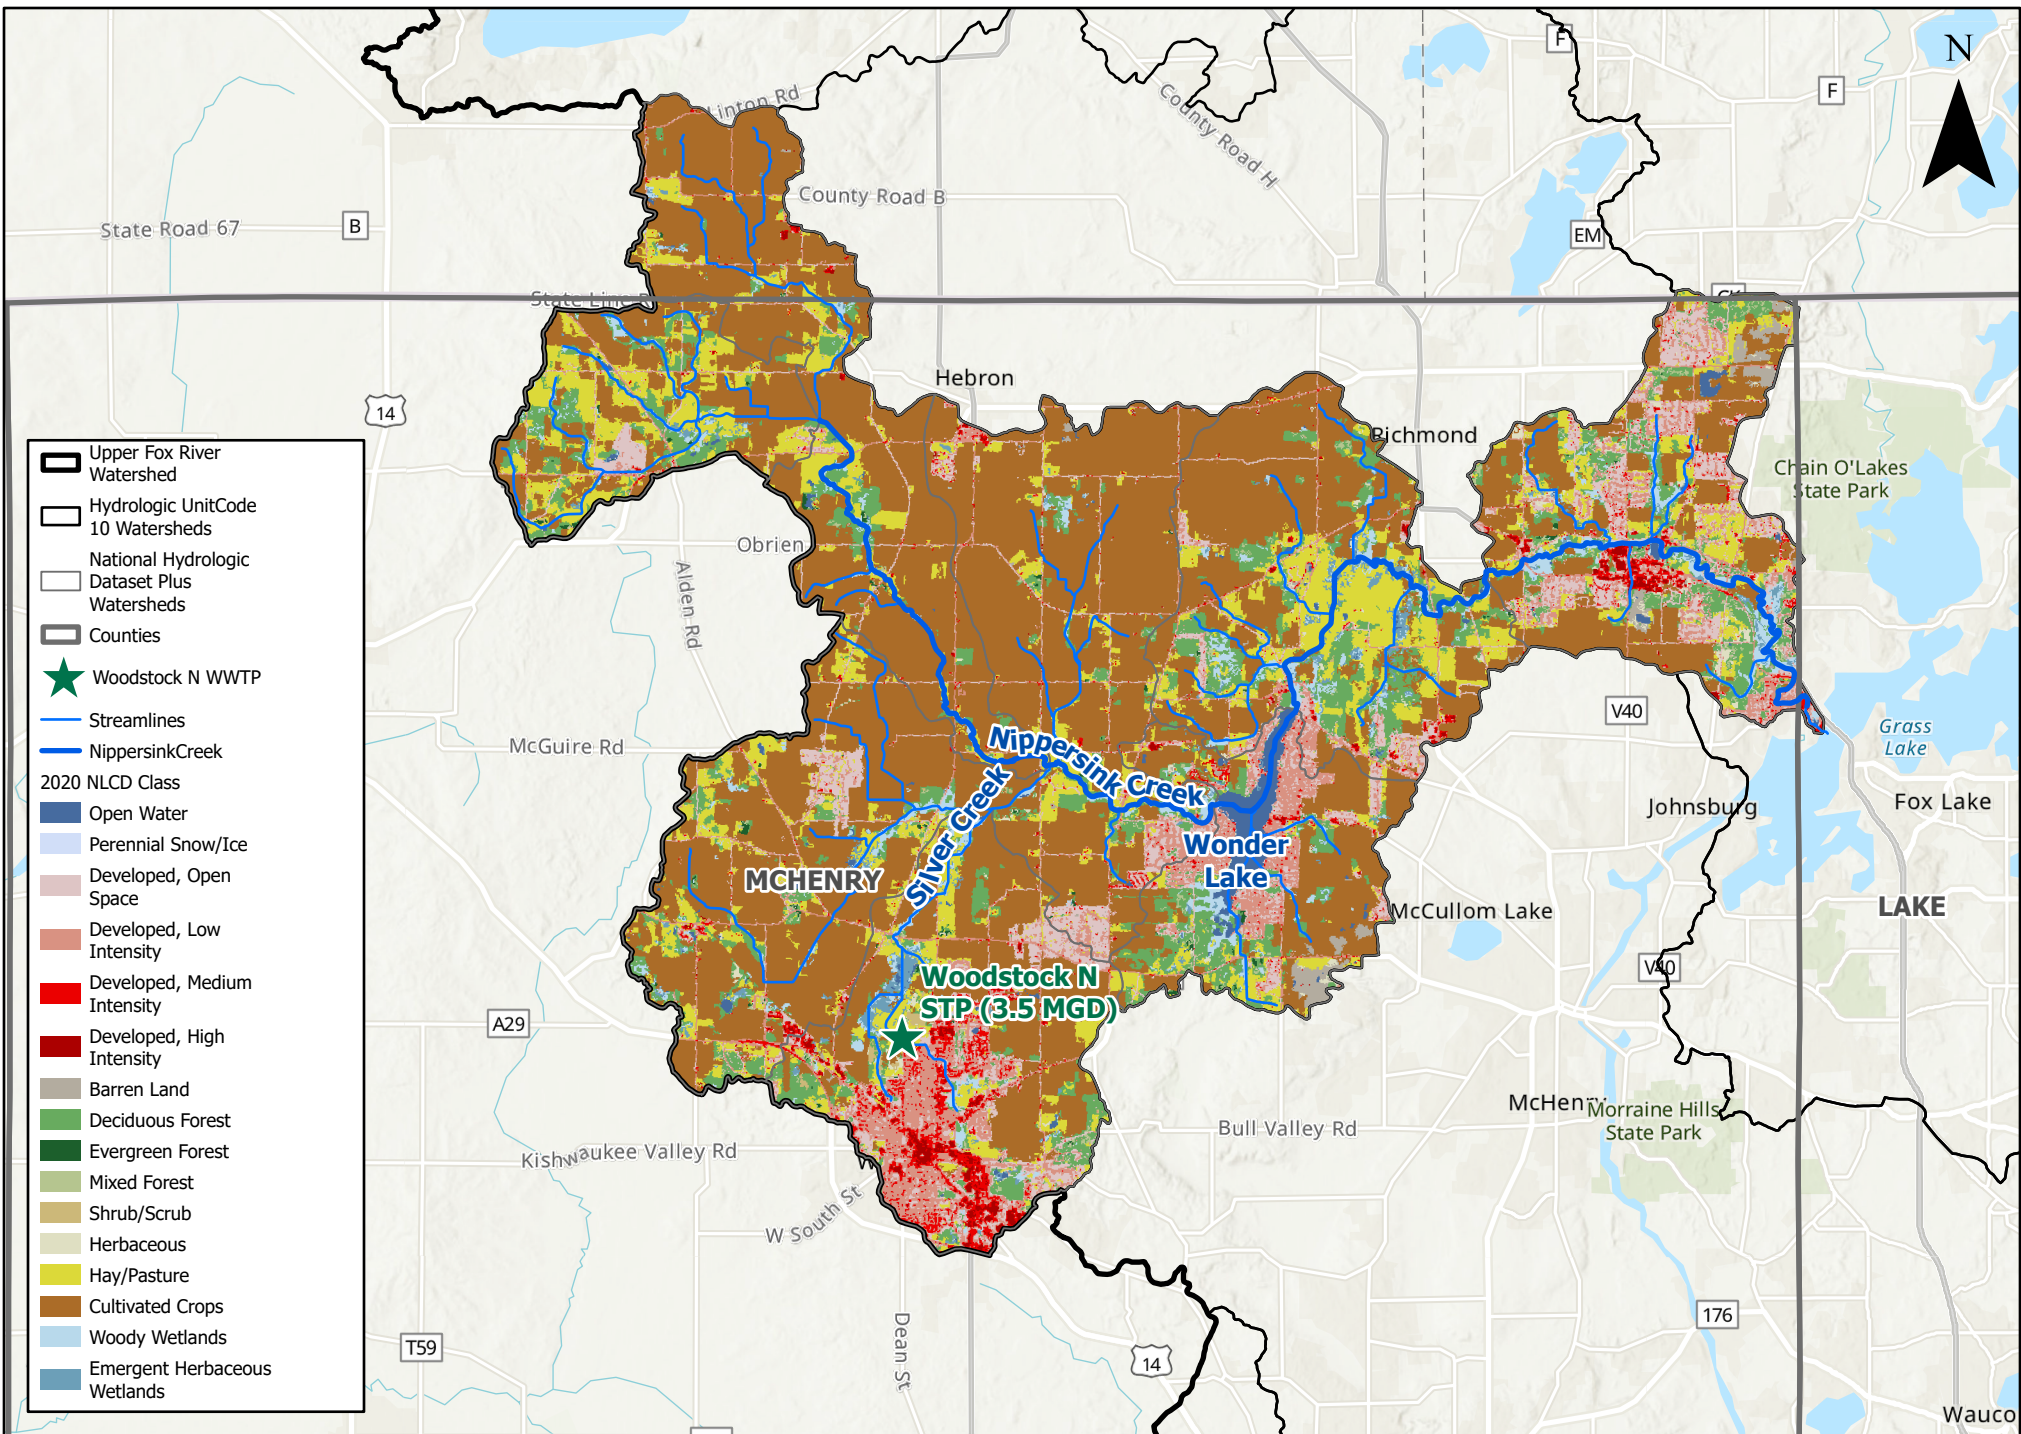 N
F
F
Linton Rd
County Road H
County Road B
State Road 67
B
EM
State Line R
14
Hebron
Richmond
Chain O'Lakes
State Park
Obrien
Alden Rd
V40
Grass
Lake
McGuire Rd
Nippersink Creek
Silver Creek
Johnsburg
Fox Lake
Wonder
Lake
MCHENRY
McCullom Lake
LAKE
Woodstock N
STP (3.5 MGD)
V40
A29
McHenry
Morraine Hills
State Park
Bull Valley Rd
Kishwaukee Valley Rd
W South St
Dean St
176
T59
14
Wauco
Upper Fox River
Watershed
Hydrologic UnitCode
10 Watersheds
National Hydrologic
Dataset Plus
Watersheds
Counties
Woodstock N WWTP
Streamlines
NippersinkCreek
2020 NLCD Class
Open Water
Perennial Snow/Ice
Developed, Open
Space
Developed, Low
Intensity
Developed, Medium
Intensity
Developed, High
Intensity
Barren Land
Deciduous Forest
Evergreen Forest
Mixed Forest
Shrub/Scrub
Herbaceous
Hay/Pasture
Cultivated Crops
Woody Wetlands
Emergent Herbaceous
Wetlands